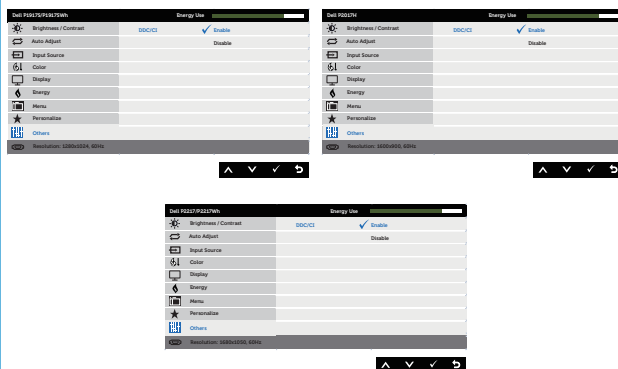 Dell P1917S/P1917SWh Energy Use
Brightness / Contrast DDC/CI Enable
Auto Adjust Disable
Input Source
Color
Display
Energy
Menu
Personalize
Others
Resolution: 1280x1024, 60Hz
Dell P2017H Energy Use
Brightness / Contrast DDC/CI Enable
Auto Adjust Disable
Input Source
Color
Display
Energy
Menu
Personalize
Others
Resolution: 1600x900, 60Hz
Dell P2217/P2217Wh Energy Use
Brightness / Contrast DDC/CI Enable
Auto Adjust Disable
Input Source
Color
Display
Energy
Menu
Personalize
Others
Resolution: 1680x1050, 60Hz